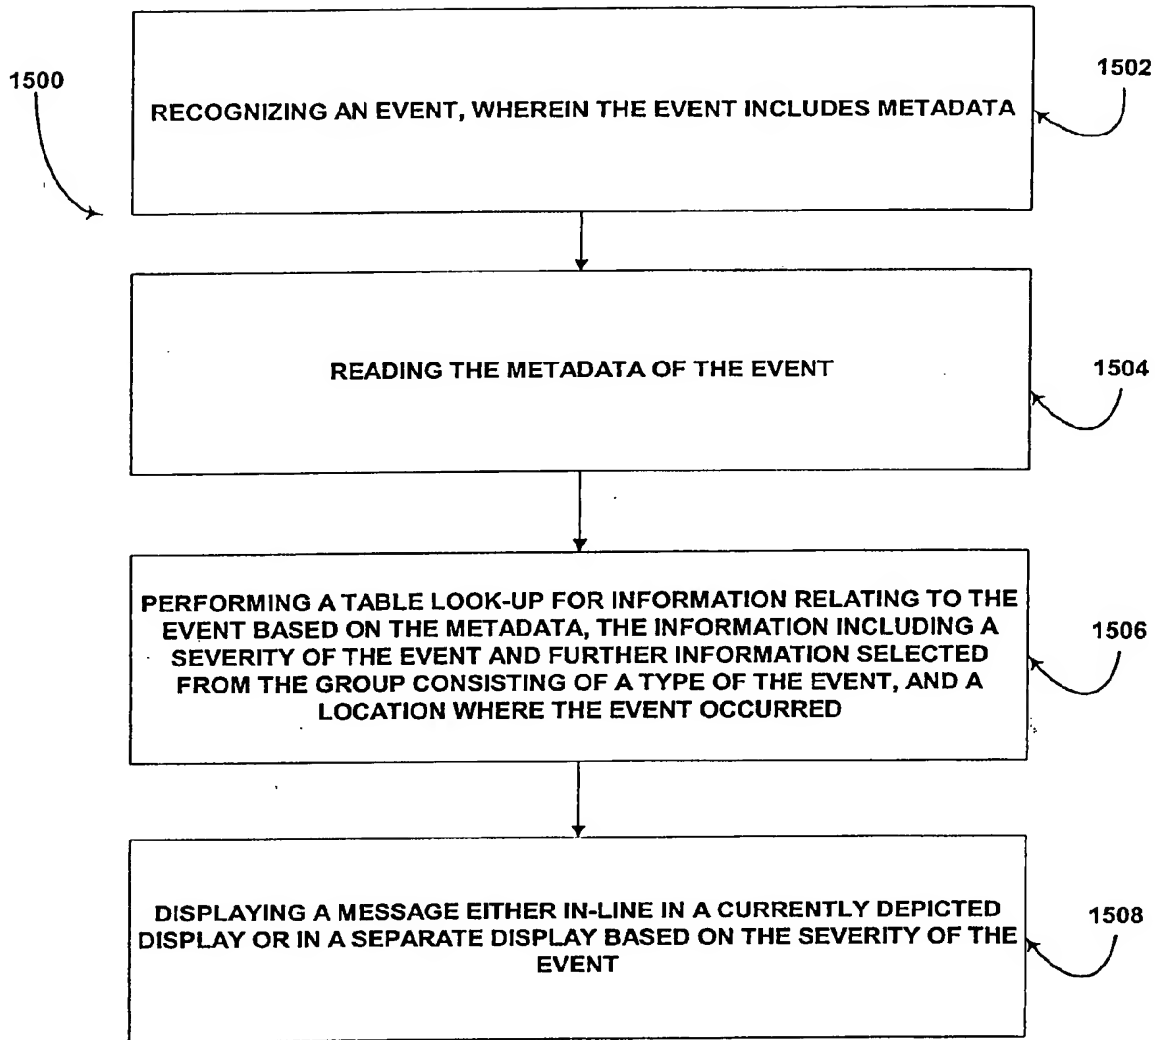 1500
1502
RECOGNIZING AN EVENT, WHEREIN THE EVENT INCLUDES METADATA
READING THE METADATA OF THE EVENT
1504
PERFORMING A TABLE LOOK-UP FOR INFORMATION RELATING TO THE
EVENT BASED ON THE METADATA, THE INFORMATION INCLUDING A
SEVERITY OF THE EVENT AND FURTHER INFORMATION SELECTED
FROM THE GROUP CONSISTING OF A TYPE OF THE EVENT, AND A
LOCATION WHERE THE EVENT OCCURRED
1506
DISPLAYING A MESSAGE EITHER IN-LINE IN A CURRENTLY DEPICTED
DISPLAY OR IN A SEPARATE DISPLAY BASED ON THE SEVERITY OF THE
EVENT
1508